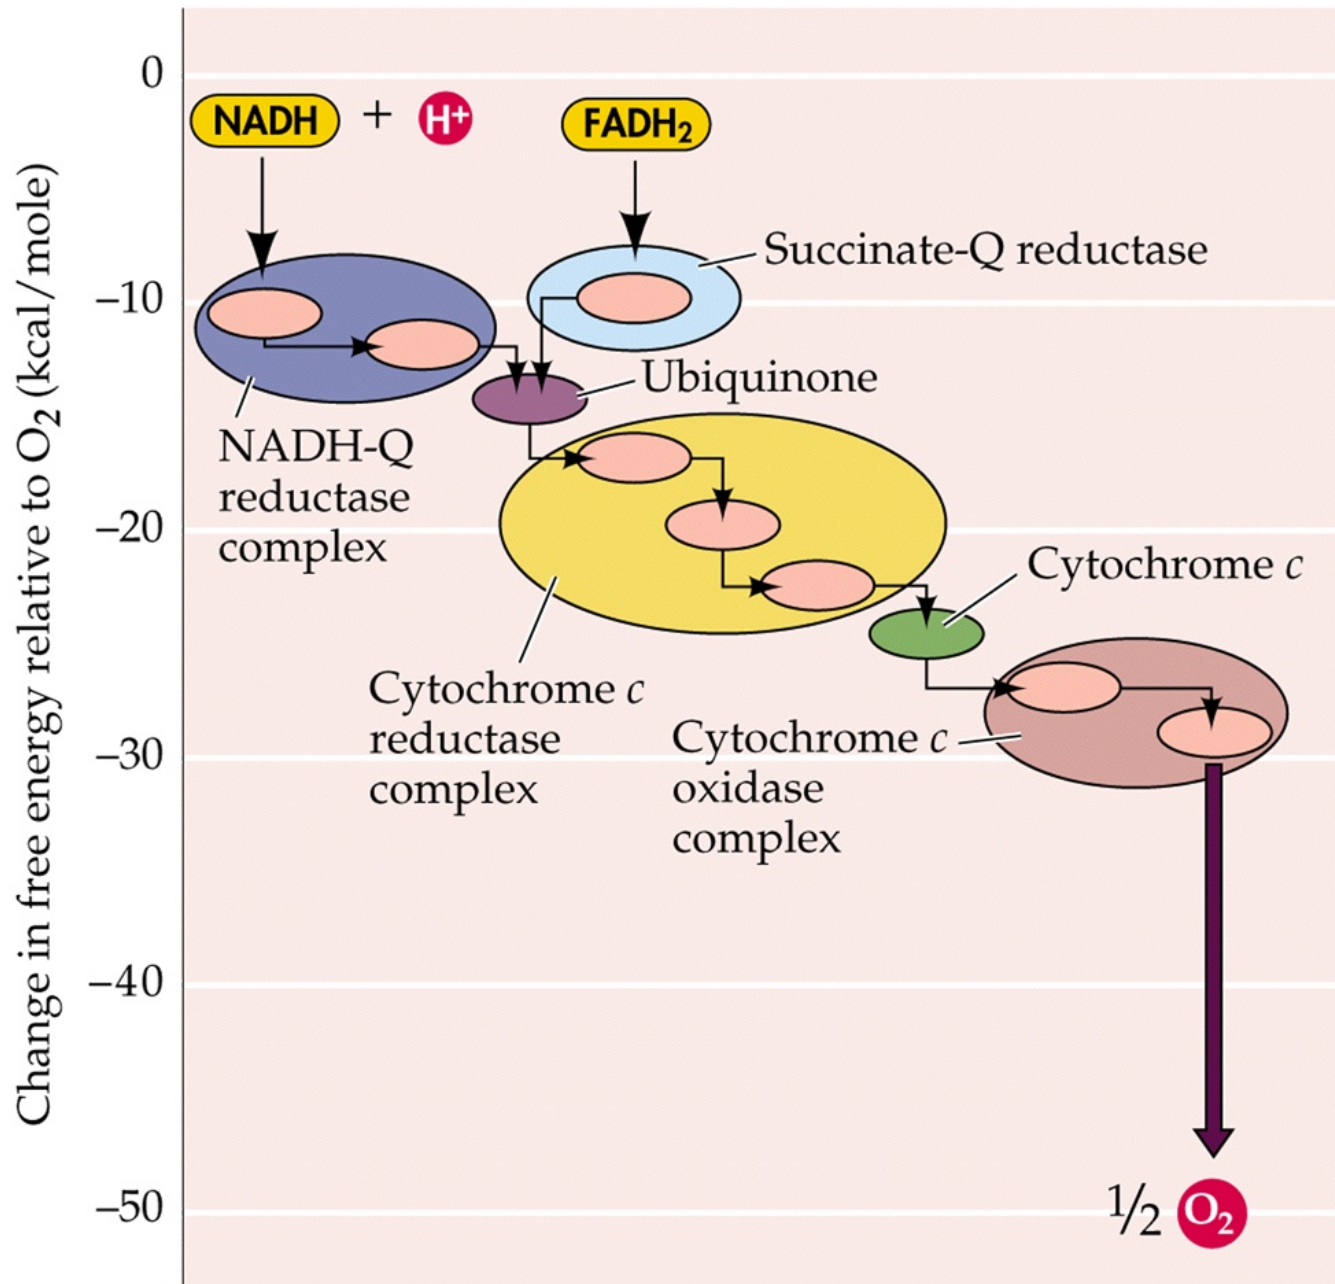 Change in free energy relative to O₂ (kcal/mole)
0
NADH + H⁺ FADH₂
Succinate-Q reductase
–10
Ubiquinone
NADH-Q
reductase
complex
–20
Cytochrome c
Cytochrome c
reductase
complex
Cytochrome c
oxidase
complex
–30
–40
–50
1/2 O₂